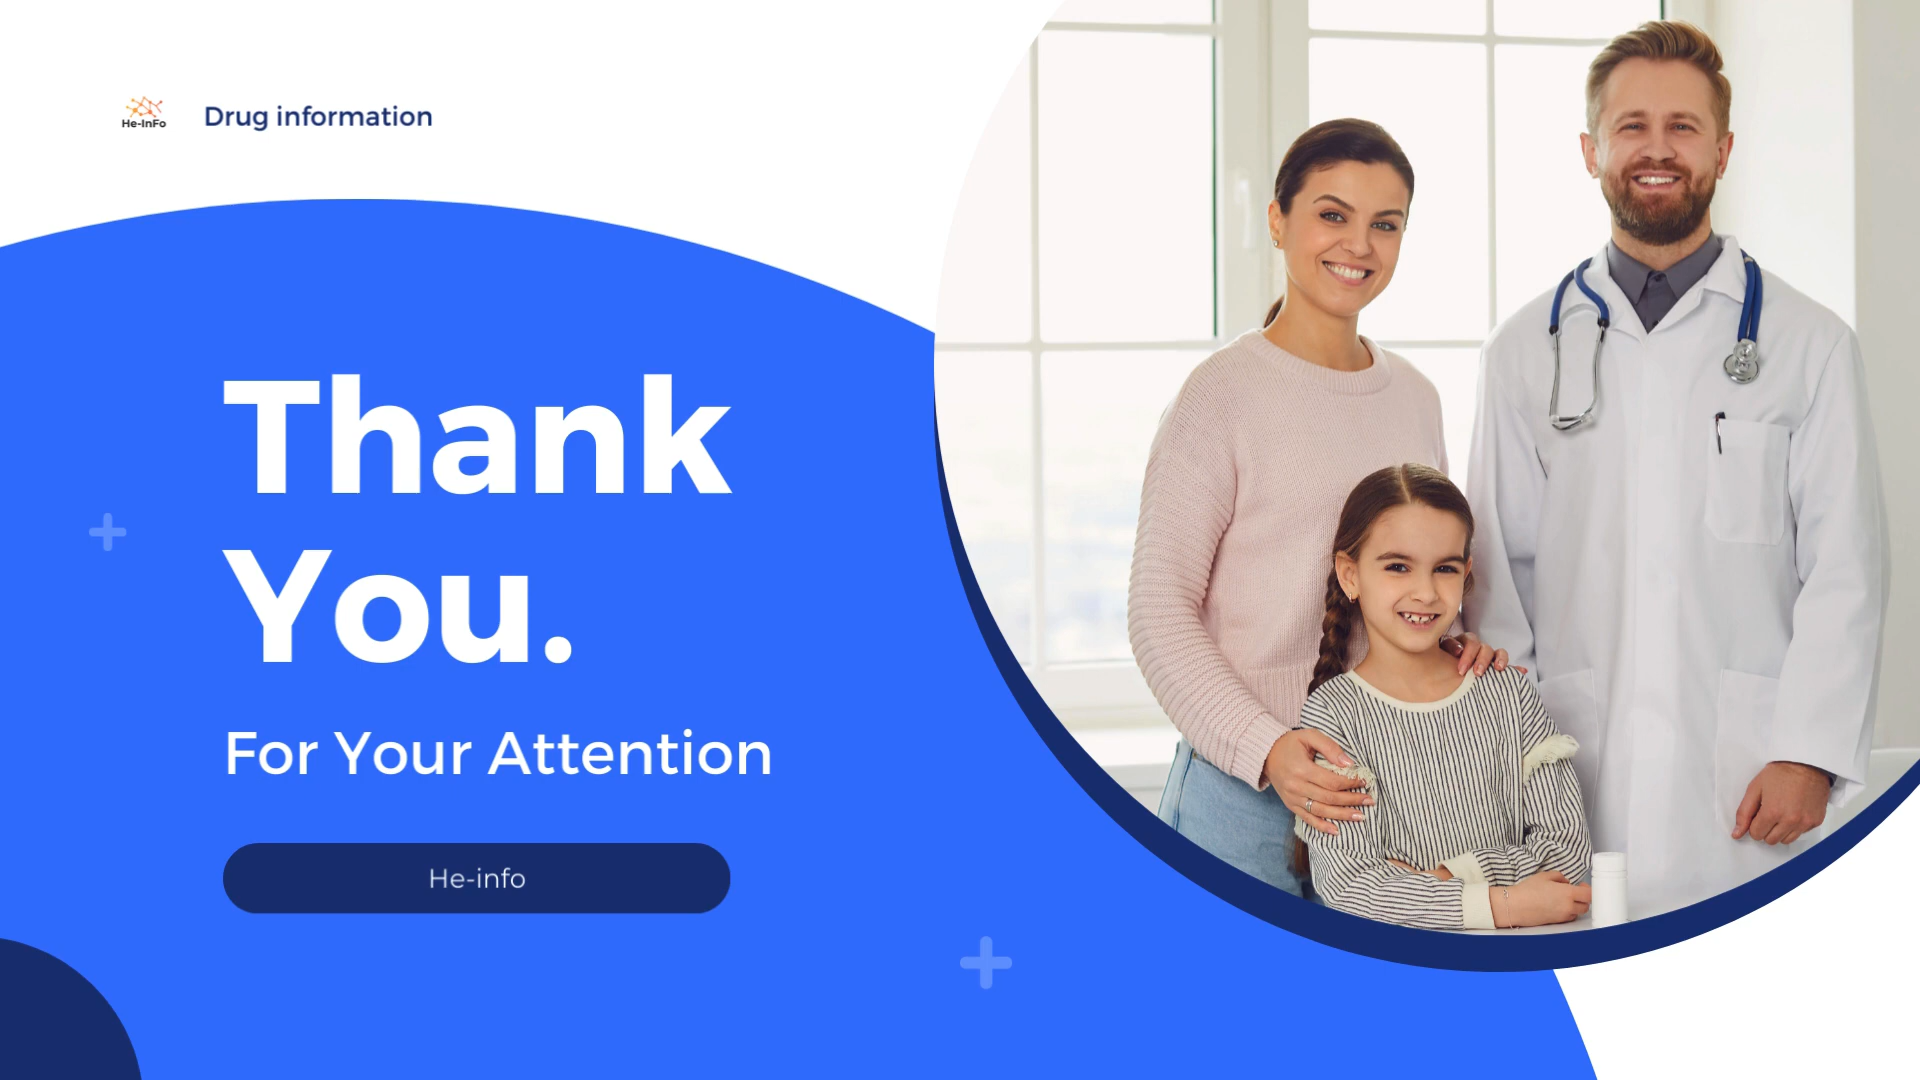 He-InFo
Drug information
Thank
You.
For Your Attention
He-info